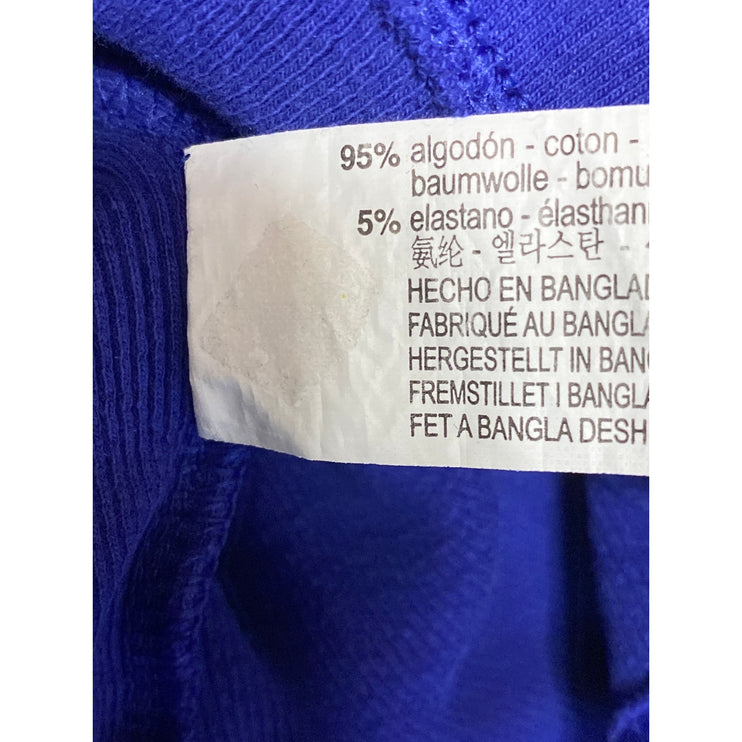 95% algodón - coton -
baumwolle - bomu
5% elastano - élasthan
氨纶 - 엘라스탄 -
HECHO EN BANGLAD
FABRIQUÉ AU BANGLA
HERGESTELLT IN BANG
FREMSTILLET I BANGLA
FET A BANGLA DESH